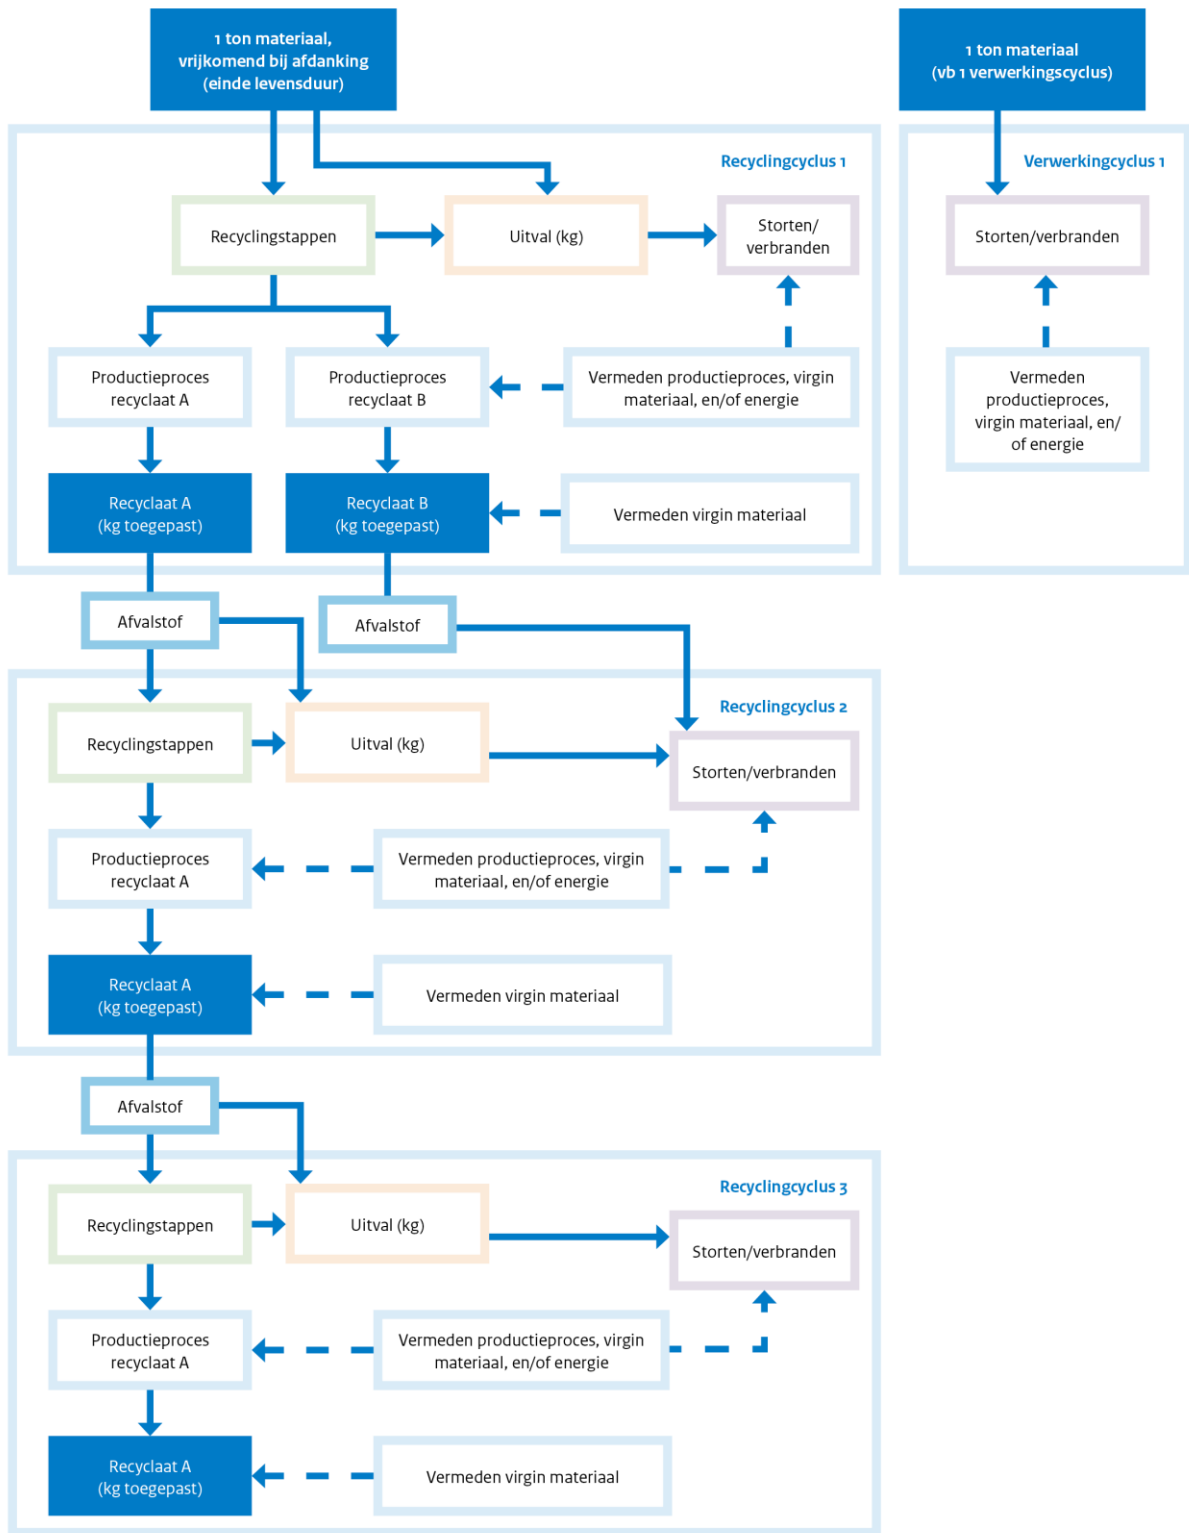 1 ton materiaal,
vrijkomend bij afdanking
(einde levensduur)
1 ton materiaal
(vb 1 verwerkingscyclus)
Recyclingcyclus 1
Verwerkingcyclus 1
Recyclingstappen
Uitval (kg)
Storten/
verbranden
Storten/verbranden
Productieproces
recyclaat A
Productieproces
recyclaat B
Vermeden productieproces, virgin
materiaal, en/of energie
Vermeden
productieproces,
virgin materiaal, en/
of energie
Recyclaat A
(kg toegepast)
Recyclaat B
(kg toegepast)
Vermeden virgin materiaal
Afvalstof
Afvalstof
Recyclingcyclus 2
Recyclingstappen
Uitval (kg)
Storten/verbranden
Productieproces
recyclaat A
Vermeden productieproces, virgin
materiaal, en/of energie
Recyclaat A
(kg toegepast)
Vermeden virgin materiaal
Afvalstof
Recyclingcyclus 3
Recyclingstappen
Uitval (kg)
Storten/verbranden
Productieproces
recyclaat A
Vermeden productieproces, virgin
materiaal, en/of energie
Recyclaat A
(kg toegepast)
Vermeden virgin materiaal